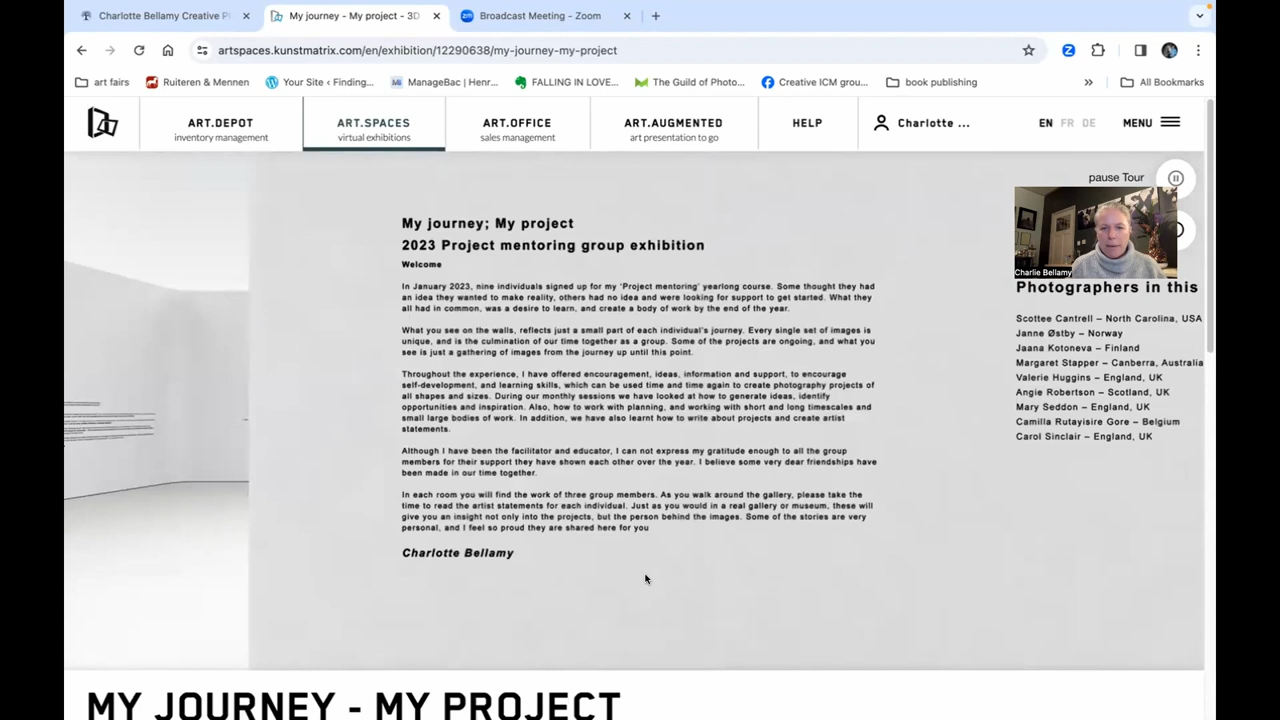 Charlotte Bellamy Creative P
My journey - My project - 3D
Broadcast Meeting - Zoom
artspaces.kunstmatrix.com/en/exhibition/12290638/my-journey-my-project
art fairs
Ruiteren & Mennen
Your Site ‹ Finding...
ManageBac | Henr...
FALLING IN LOVE...
The Guild of Photo...
Creative ICM grou...
book publishing
All Bookmarks
ART.DEPOT
inventory management
ART.SPACES
virtual exhibitions
ART.OFFICE
sales management
ART.AUGMENTED
art presentation to go
HELP
Charlotte ...
EN FR DE
MENU
pause Tour
My journey; My project
2023 Project mentoring group exhibition
Welcome
In January 2023, nine individuals signed up for my ‘Project mentoring’ yearlong course. Some thought they had
an idea they wanted to make reality, others had no idea and were looking for support to get started. What they
all had in common, was a desire to learn, and create a body of work by the end of the year.
What you see on the walls, reflects just a small part of each individual’s journey. Every single set of images is
unique, and is the culmination of our time together as a group. Some of the projects are ongoing, and what you
see is just a gathering of images from the journey up until this point.
Throughout the experience, I have offered encouragement, ideas, information and support, to encourage
self-development, and learning skills, which can be used time and time again to create photography projects of
all shapes and sizes. During our monthly sessions we have looked at how to generate ideas, identify
opportunities and inspiration. Also, how to work with planning, and working with short and long timescales and
small large bodies of work. In addition, we have also learnt how to write about projects and create artist
statements.
Although I have been the facilitator and educator, I can not express my gratitude enough to all the group
members for their support they have shown each other over the year. I believe some very dear friendships have
been made in our time together.
In each room you will find the work of three group members. As you walk around the gallery, please take the
time to read the artist statements for each individual. Just as you would in a real gallery or museum, these will
give you an insight not only into the projects, but the person behind the images. Some of the stories are very
personal, and I feel so proud they are shared here for you
Charlotte Bellamy
Charlie Bellamy
Photographers in this
Scottee Cantrell – North Carolina, USA
Janne Østby – Norway
Jaana Kotoneva – Finland
Margaret Stapper – Canberra, Australia
Valerie Huggins – England, UK
Angie Robertson – Scotland, UK
Mary Seddon – England, UK
Camilla Rutayisire Gore – Belgium
Carol Sinclair – England, UK
MY JOURNEY - MY PROJECT